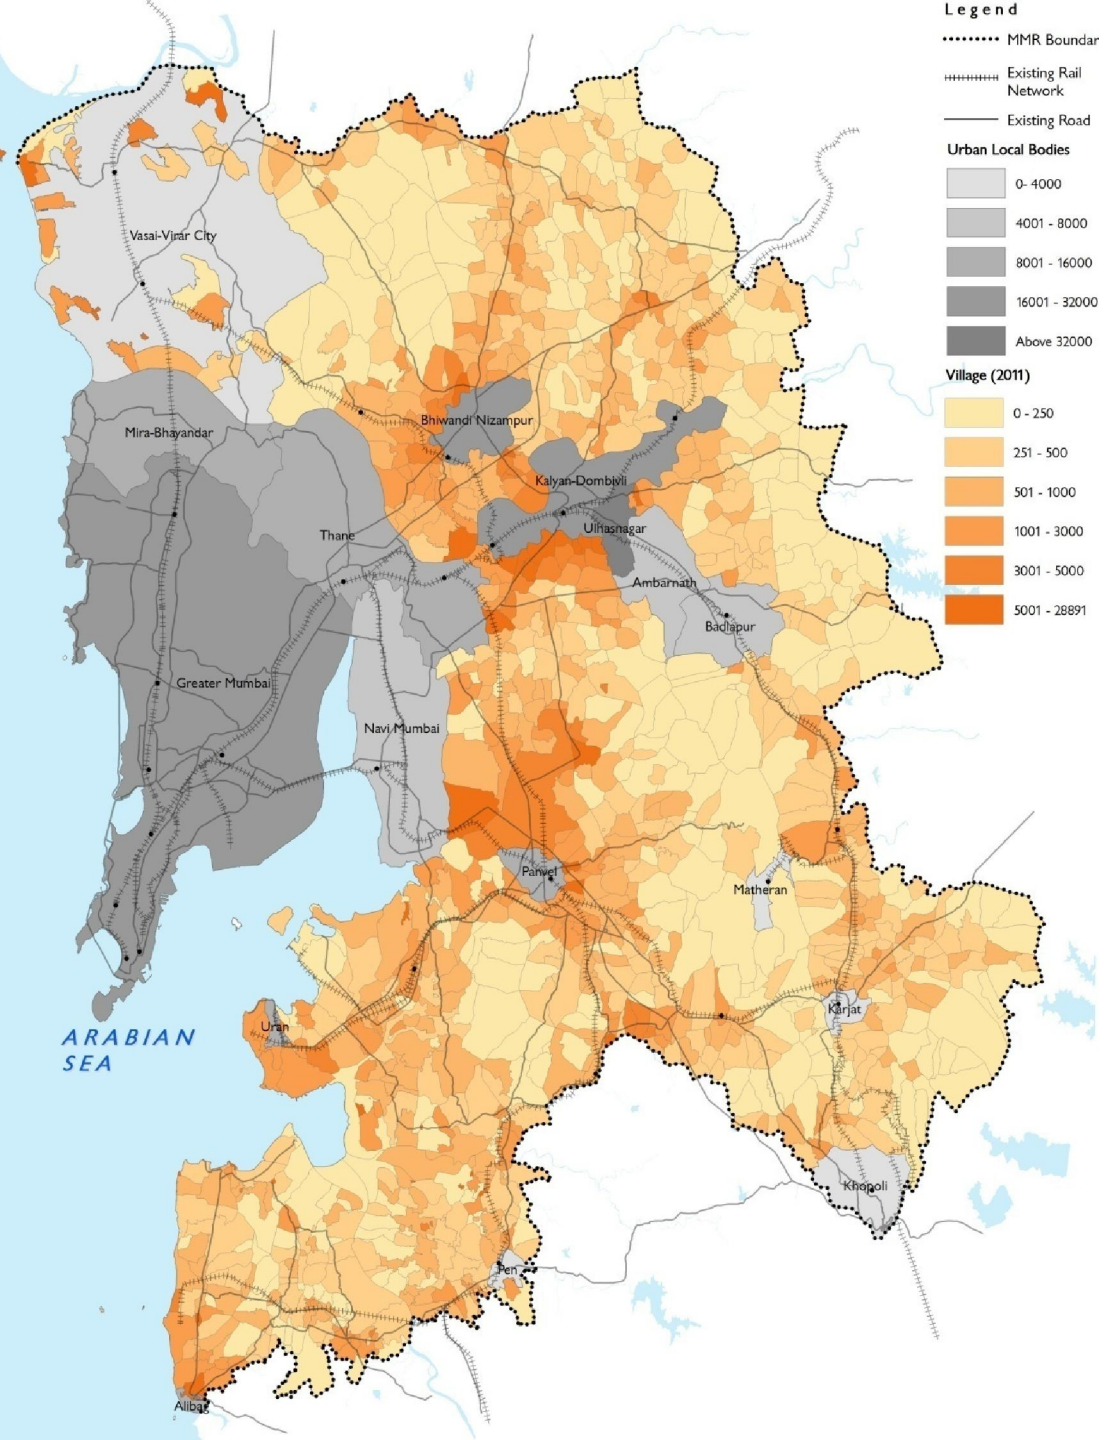 Legend
MMR Boundar
Existing Rail
Network
Existing Road
Urban Local Bodies
0- 4000
4001 - 8000
8001 - 16000
16001 - 32000
Above 32000
Village (2011)
0 - 250
251 - 500
501 - 1000
1001 - 3000
3001 - 5000
5001 - 28891
Vasai-Virar City
Mira-Bhayandar
Bhiwandi Nizampur
Kalyan-Dombivli
Ulhasnagar
Thane
Ambarnath
Badlapur
Greater Mumbai
Navi Mumbai
Panvel
Matheran
Karjat
Uran
ARABIAN
SEA
Khopoli
Pen
Alibag